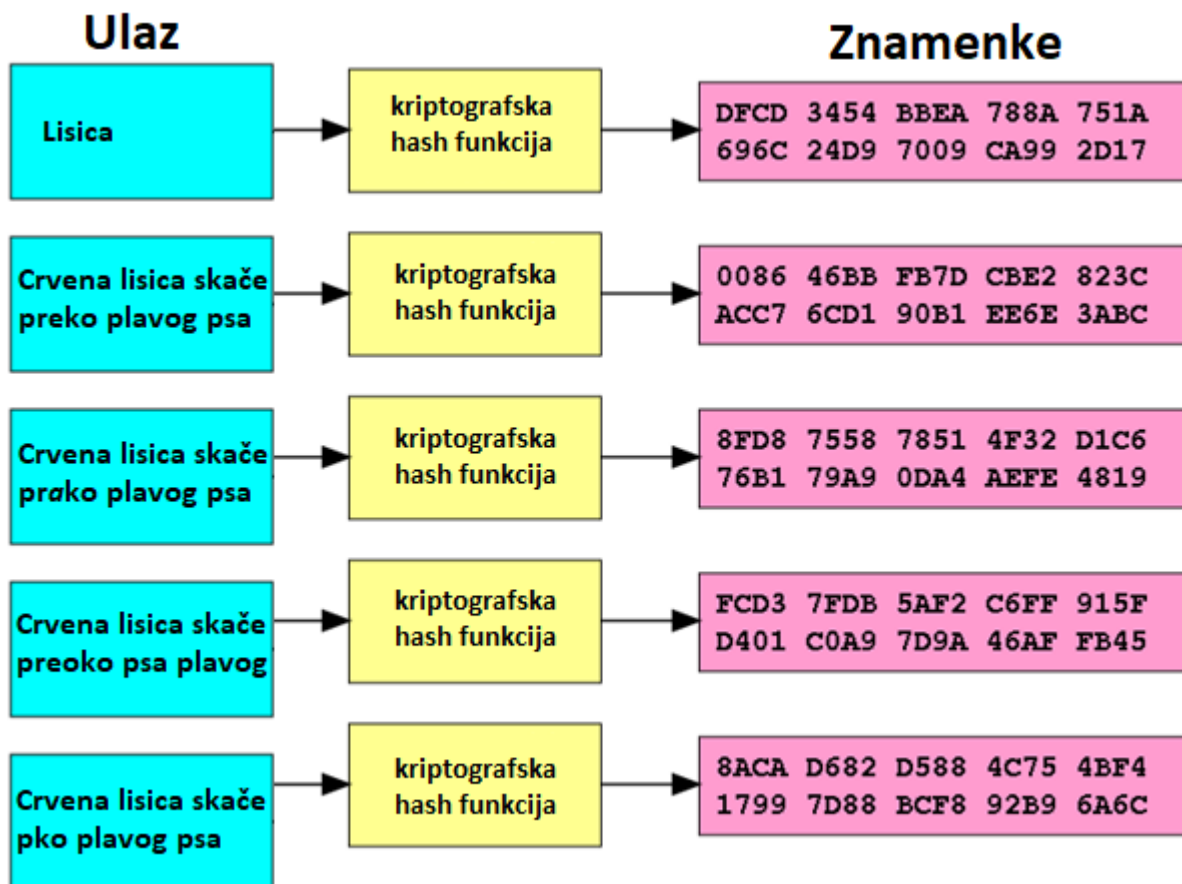 Ulaz
Znamenke
Lisica
kriptografska
hash funkcija
DFCD 3454 BBEA 788A 751A
696C 24D9 7009 CA99 2D17
Crvena lisica skače
preko plavog psa
kriptografska
hash funkcija
0086 46BB FB7D CBE2 823C
ACC7 6CD1 90B1 EE6E 3ABC
Crvena lisica skače
prako plavog psa
kriptografska
hash funkcija
8FD8 7558 7851 4F32 D1C6
76B1 79A9 0DA4 AEFE 4819
Crvena lisica skače
preoko psa plavog
kriptografska
hash funkcija
FCD3 7FDB 5AF2 C6FF 915F
D401 C0A9 7D9A 46AF FB45
Crvena lisica skače
pko plavog psa
kriptografska
hash funkcija
8ACA D682 D588 4C75 4BF4
1799 7D88 BCF8 92B9 6A6C